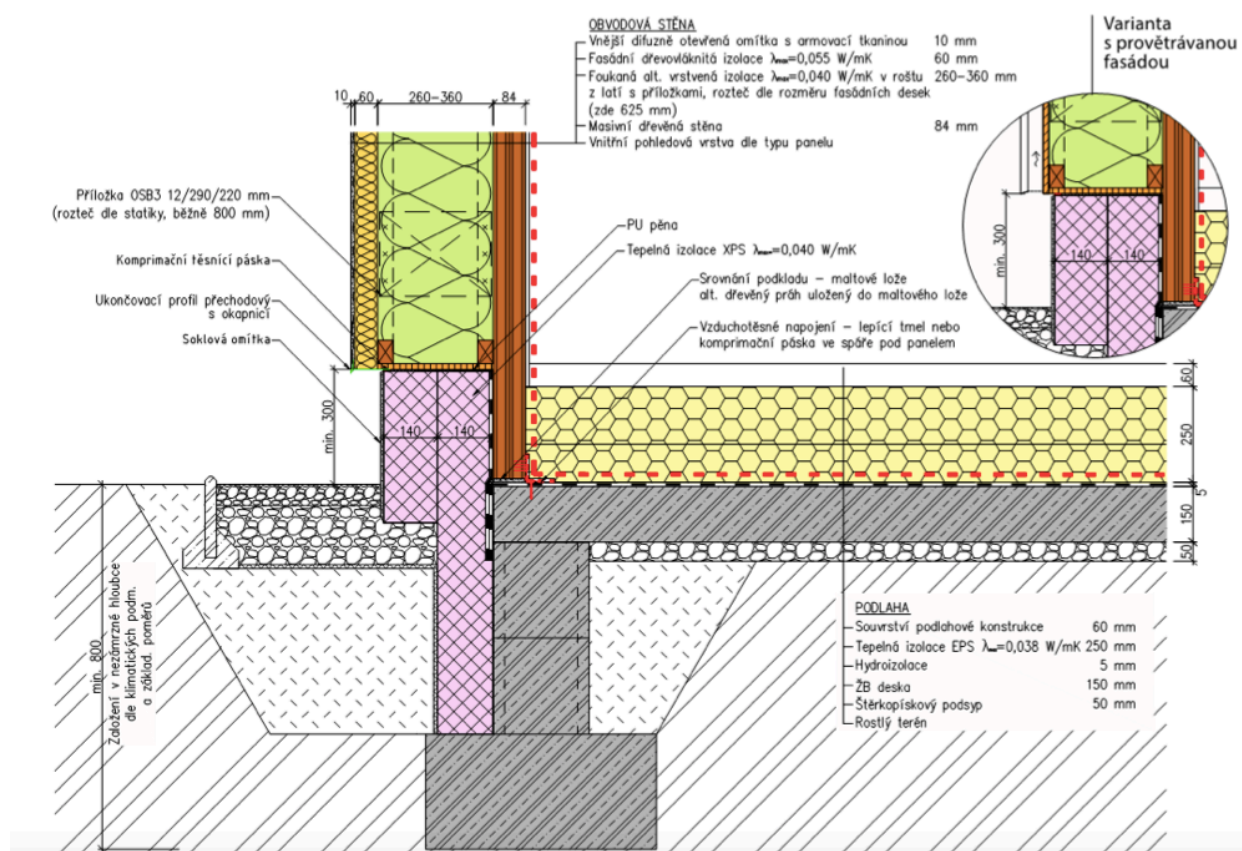 OBVODOVÁ STĚNA
Vnější difuzně otevřená omítka s armovací tkaninou 10 mm
Fasádní dřevovláknitá izolace λmax=0,055 W/mK 60 mm
Foukaná alt. vrstvená izolace λmax=0,040 W/mK v roštu 260-360 mm
z latí s příložkami, rozteč dle rozměru fasádních desek
(zde 625 mm)
Masivní dřevěná stěna 84 mm
Vnitřní pohledová vrstva dle typu panelu
Varianta
s provětrávanou
fasádou
10 60 260-360 84
Příložka OSB3 12/290/220 mm
(rozteč dle statiky, běžně 800 mm)
Komprimační těsnící páska
Ukončovací profil přechodový
s okapnicí
Soklová omítka
PU pěna
Tepelná izolace XPS λmax=0,040 W/mK
Srovnání podkladu – maltové lože
alt. dřevěný práh uložený do maltového lože
Vzduchotěsné napojení – lepící tmel nebo
komprimační páska ve spáře pod panelem
min. 300
140 140
min. 300
140 140
60
250
5
150
50
min. 800
Založení v nezámrzné hloubce
dle klimatických podm.
a základ. poměrů
PODLAHA
Souvrství podlahové konstrukce 60 mm
Tepelná izolace EPS λmax=0,038 W/mK 250 mm
Hydroizolace 5 mm
ŽB deska 150 mm
Štěrkopískový podsyp 50 mm
Rostlý terén